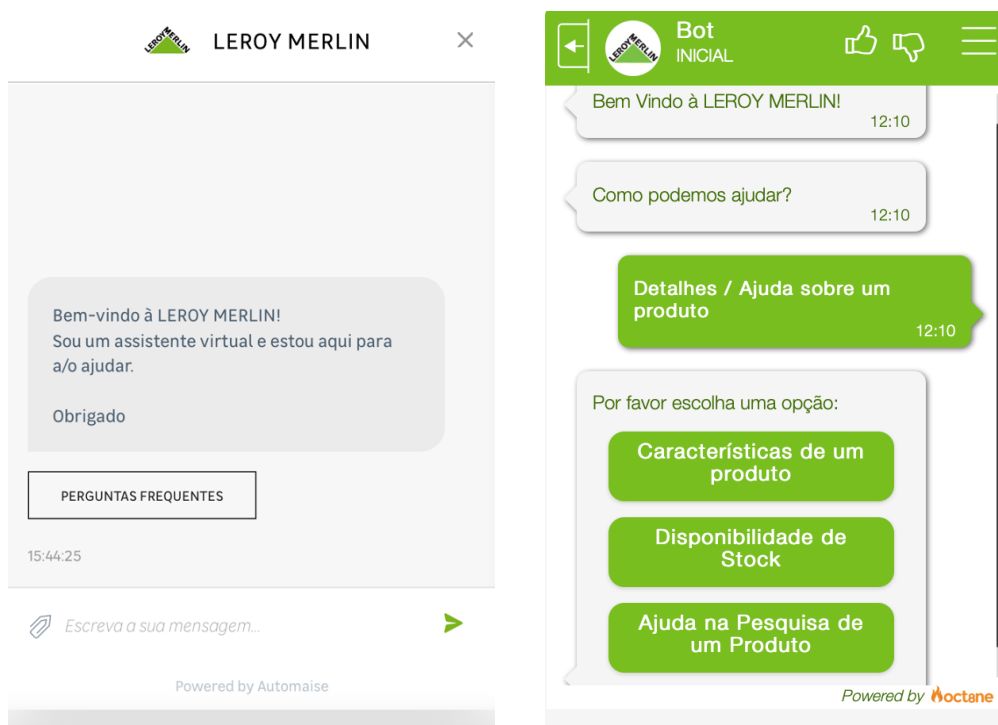 LEROY MERLIN
LEROY MERLIN
Bem-vindo à LEROY MERLIN!
Sou um assistente virtual e estou aqui para
a/o ajudar.
Obrigado
PERGUNTAS FREQUENTES
15:44:25
Escreva a sua mensagem...
Powered by Automaise
LEROY MERLIN
Bot
INICIAL
Bem Vindo à LEROY MERLIN!
12:10
Como podemos ajudar?
12:10
Detalhes / Ajuda sobre um
produto
12:10
Por favor escolha uma opção:
Características de um
produto
Disponibilidade de
Stock
Ajuda na Pesquisa de
um Produto
Powered by octane